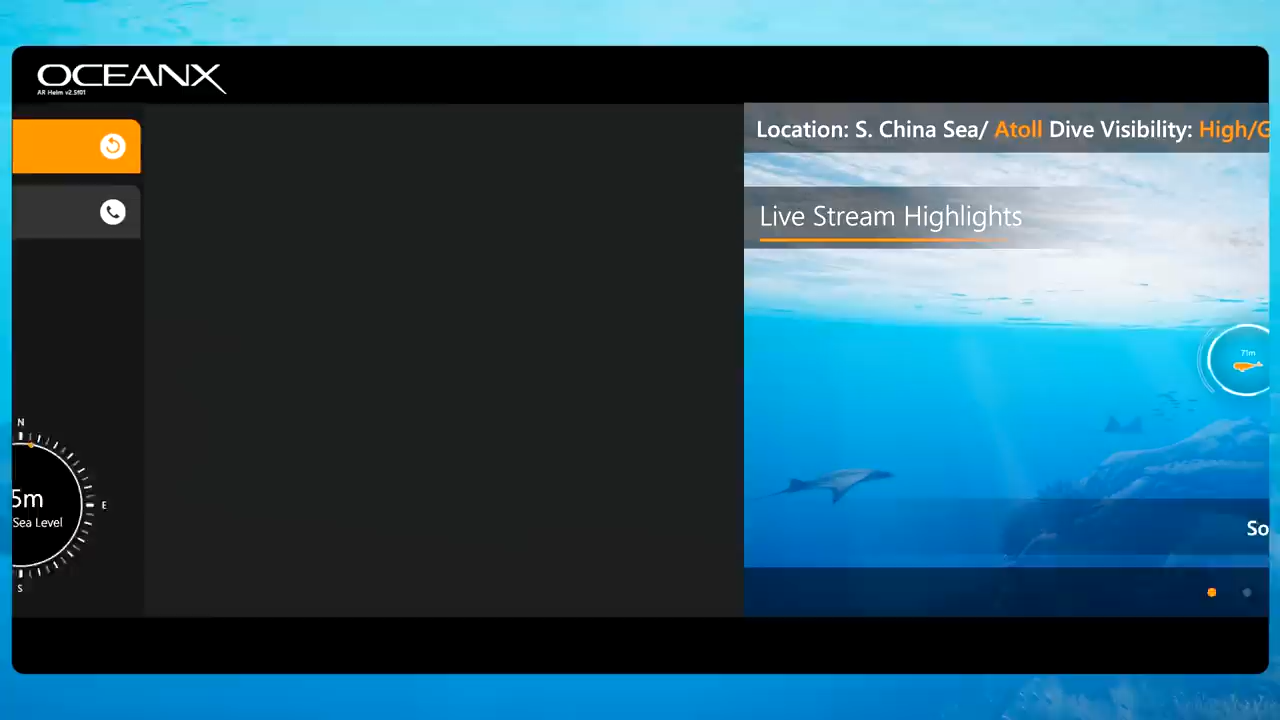 OCEANX
AR Helm v2.5f01
Location: S. China Sea/ Atoll Dive Visibility: High/G
Live Stream Highlights
71m
N
5m
E
Sea Level
So
S